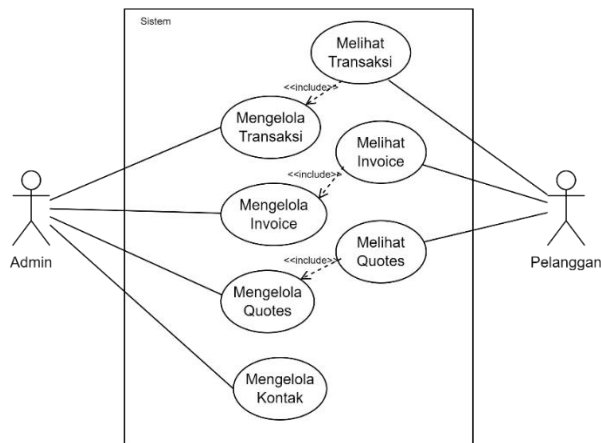 Sistem
Melihat
Transaksi
<<include>>
Mengelola
Transaksi
Melihat
Invoice
<<include>>
Mengelola
Invoice
Melihat
Quotes
<<include>>
Mengelola
Quotes
Mengelola
Kontak
Admin
Pelanggan